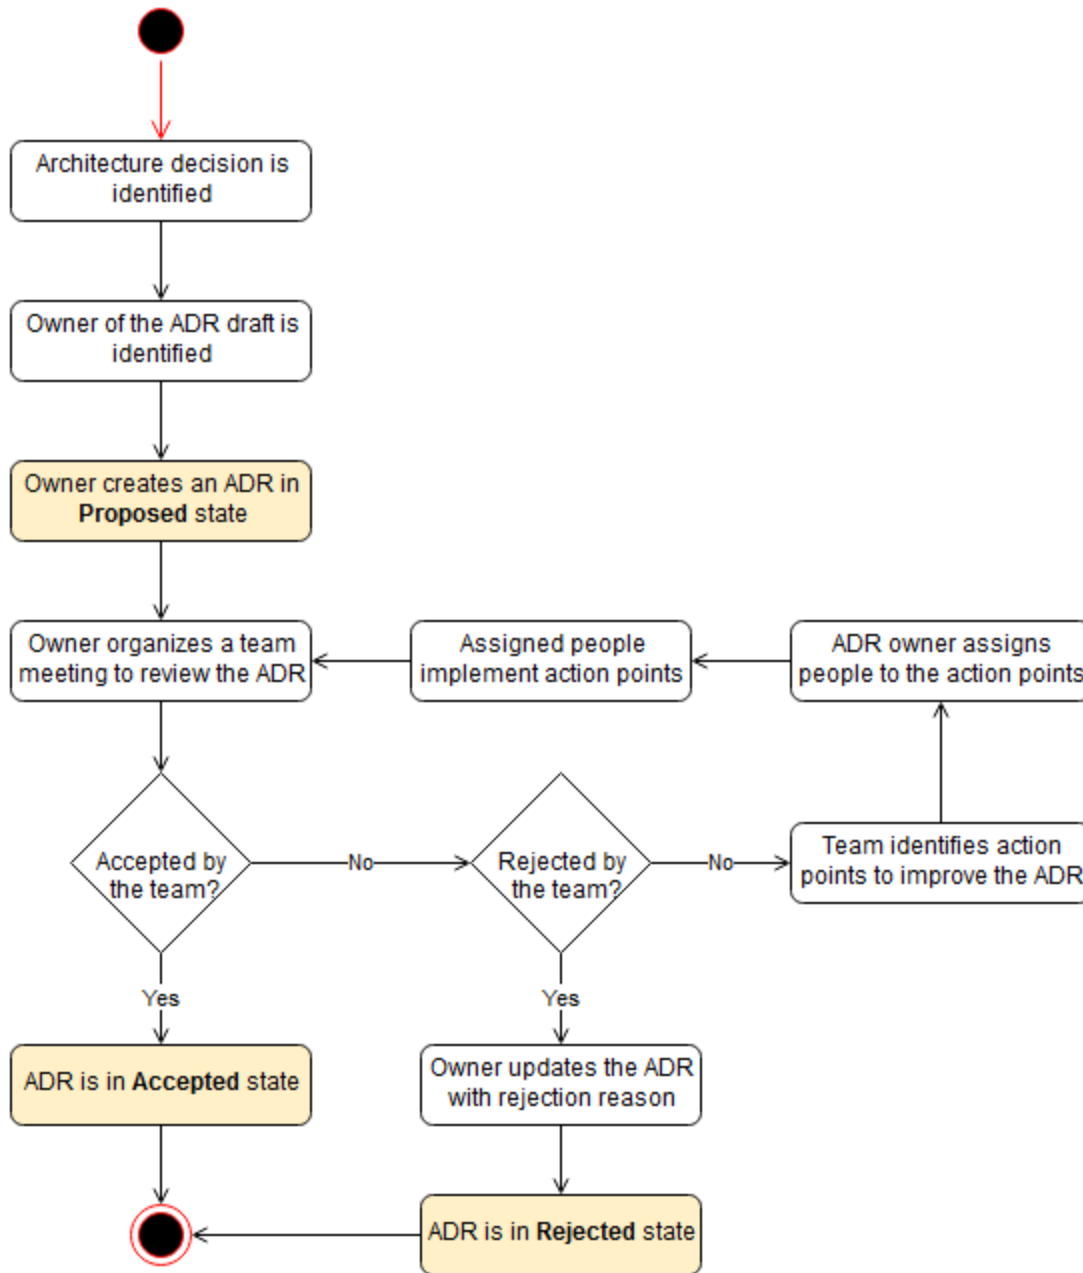 Architecture decision is
identified
Owner of the ADR draft is
identified
Owner creates an ADR in
Proposed state
Owner organizes a team
meeting to review the ADR
Assigned people
implement action points
ADR owner assigns
people to the action points
Accepted by
the team?
No
Rejected by
the team?
No
Team identifies action
points to improve the ADR
Yes
Yes
ADR is in Accepted state
Owner updates the ADR
with rejection reason
ADR is in Rejected state